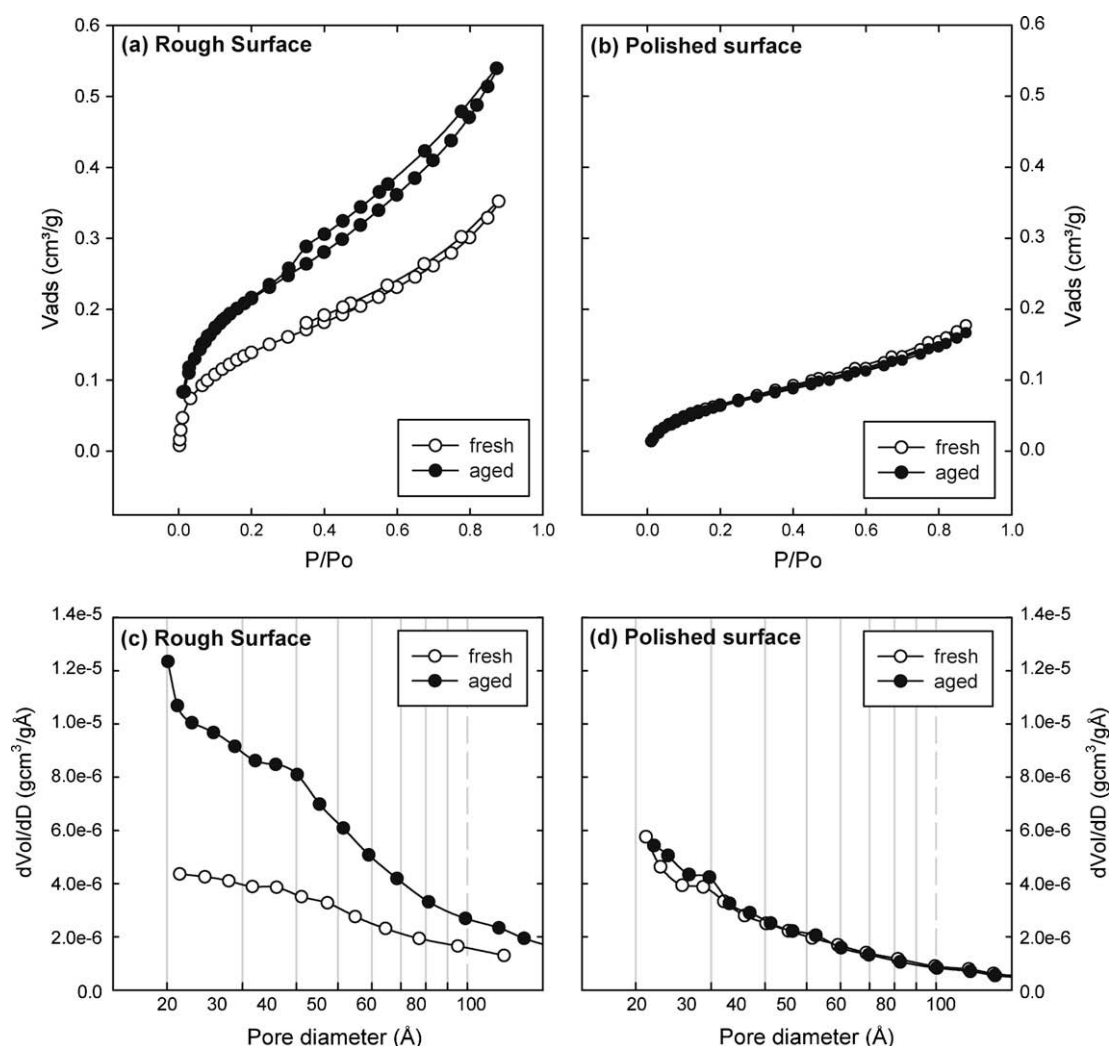 (a) Rough Surface
0.6
0.5
0.4
0.3
0.2
0.1
0.0
Vads (cm³/g)
fresh
aged
0.0 0.2 0.4 0.6 0.8 1.0
P/Po
(b) Polished surface
0.6
0.5
0.4
0.3
0.2
0.1
0.0
Vads (cm³/g)
fresh
aged
0.0 0.2 0.4 0.6 0.8 1.0
P/Po
(c) Rough Surface
1.4e-5
1.2e-5
1.0e-5
8.0e-6
6.0e-6
4.0e-6
2.0e-6
0.0
dVol/dD (gcm³/gÅ)
fresh
aged
20 30 40 50 60 100
Pore diameter (Å)
(d) Polished surface
1.4e-5
1.2e-5
1.0e-5
8.0e-6
6.0e-6
4.0e-6
2.0e-6
0.0
dVol/dD (gcm³/gÅ)
fresh
aged
20 30 40 50 60 100
Pore diameter (Å)